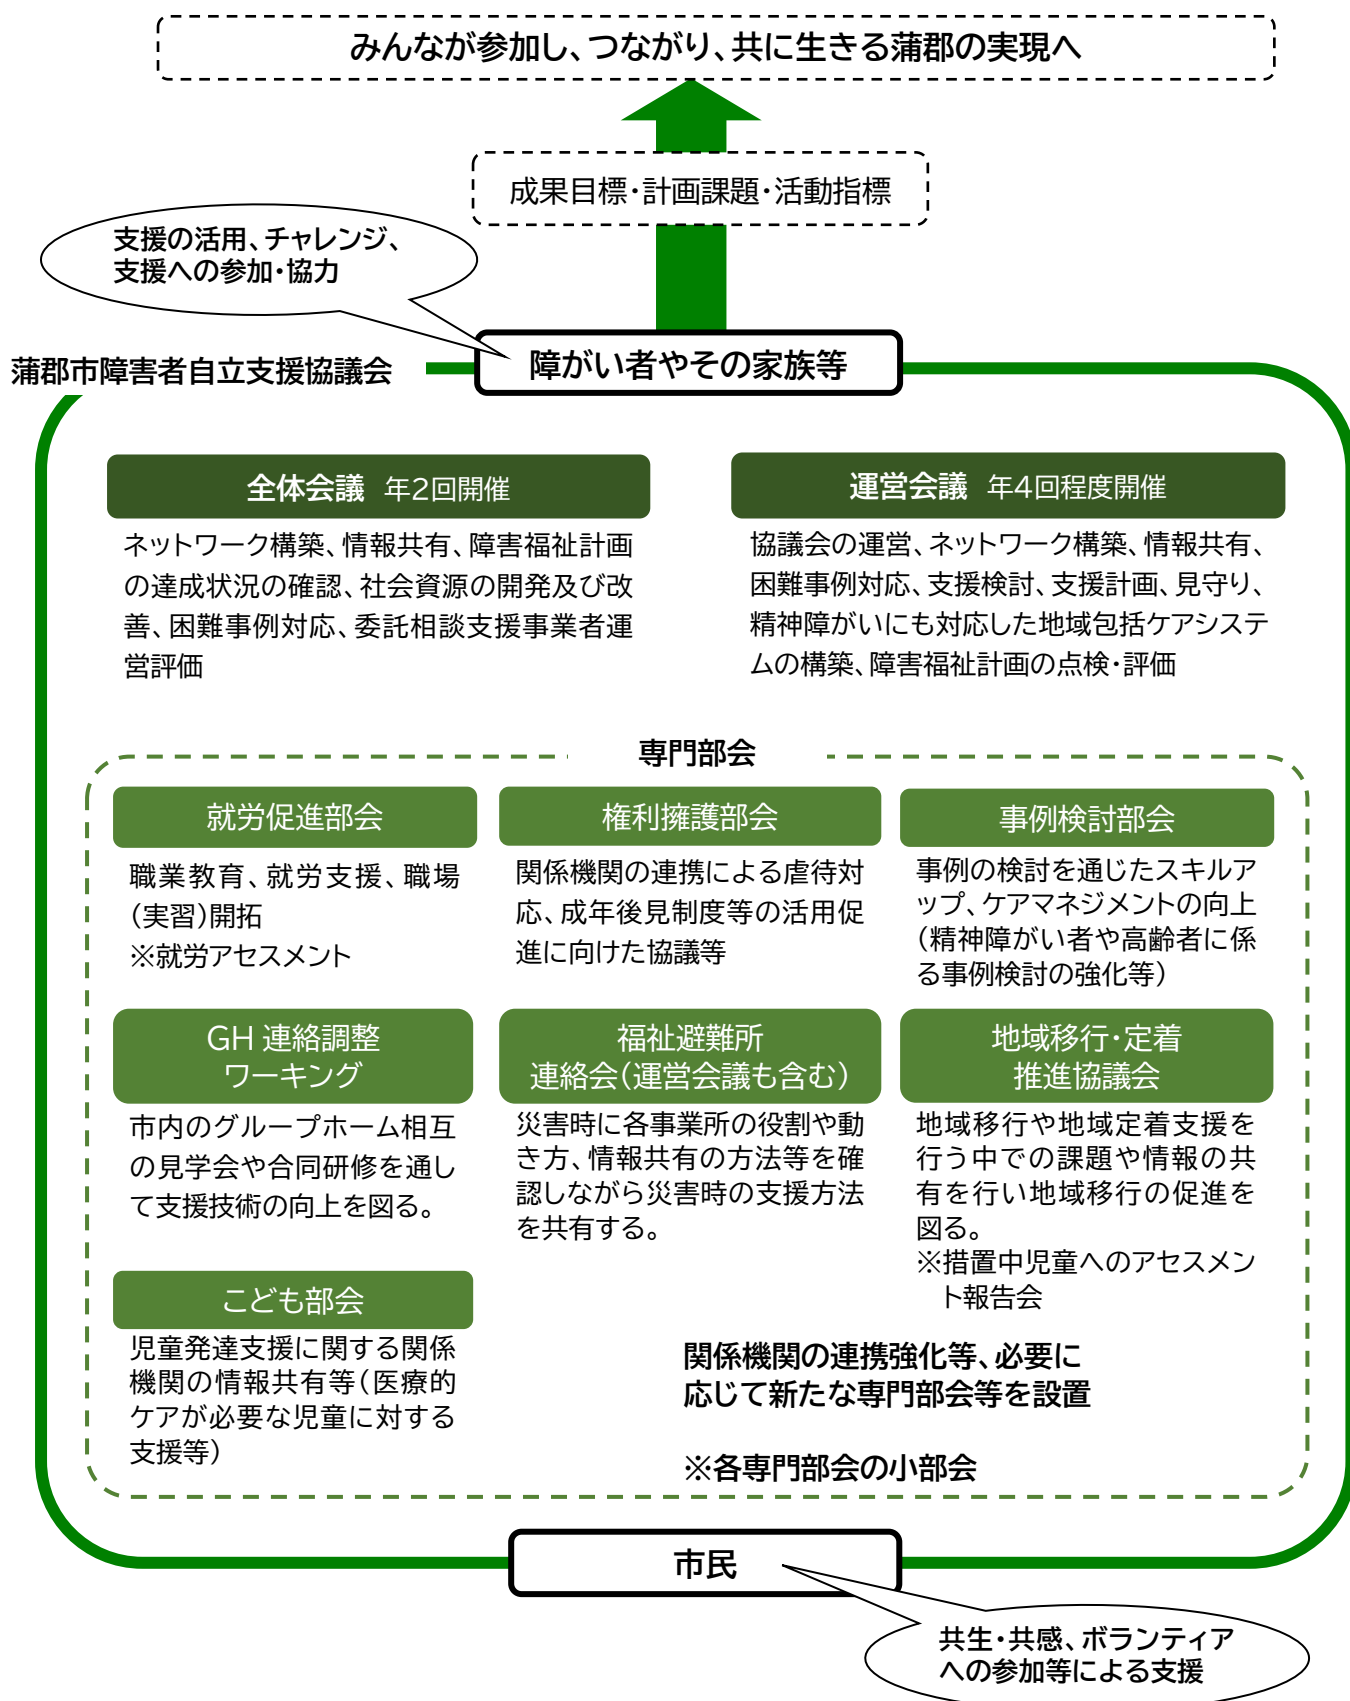 みんなが参加し、つながり、共に生きる蒲郡の実現へ
成果目標・計画課題・活動指標
支援の活用、チャレンジ、
支援への参加・協力
障がい者やその家族等
蒲郡市障害者自立支援協議会
全体会議 年2回開催
ネットワーク構築、情報共有、障害福祉計画
の達成状況の確認、社会資源の開発及び改
善、困難事例対応、委託相談支援事業者運
営評価
運営会議 年4回程度開催
協議会の運営、ネットワーク構築、情報共有、
困難事例対応、支援検討、支援計画、見守り、
精神障がいにも対応した地域包括ケアシステ
ムの構築、障害福祉計画の点検・評価
専門部会
就労促進部会
職業教育、就労支援、職場
（実習）開拓
※就労アセスメント
権利擁護部会
関係機関の連携による虐待対
応、成年後見制度等の活用促
進に向けた協議等
事例検討部会
事例の検討を通じたスキルア
ップ、ケアマネジメントの向上
（精神障がい者や高齢者に係
る事例検討の強化等）
GH 連絡調整
ワーキング
市内のグループホーム相互
の見学会や合同研修を通し
て支援技術の向上を図る。
福祉避難所
連絡会（運営会議も含む）
災害時に各事業所の役割や動
き方、情報共有の方法等を確
認しながら災害時の支援方法
を共有する。
地域移行・定着
推進協議会
地域移行や地域定着支援を
行う中での課題や情報の共
有を行い地域移行の促進を
図る。
※措置中児童へのアセスメン
ト報告会
こども部会
児童発達支援に関する関係
機関の情報共有等（医療的
ケアが必要な児童に対する
支援等）
関係機関の連携強化等、必要に
応じて新たな専門部会等を設置
※各専門部会の小部会
市民
共生・共感、ボランティア
への参加等による支援